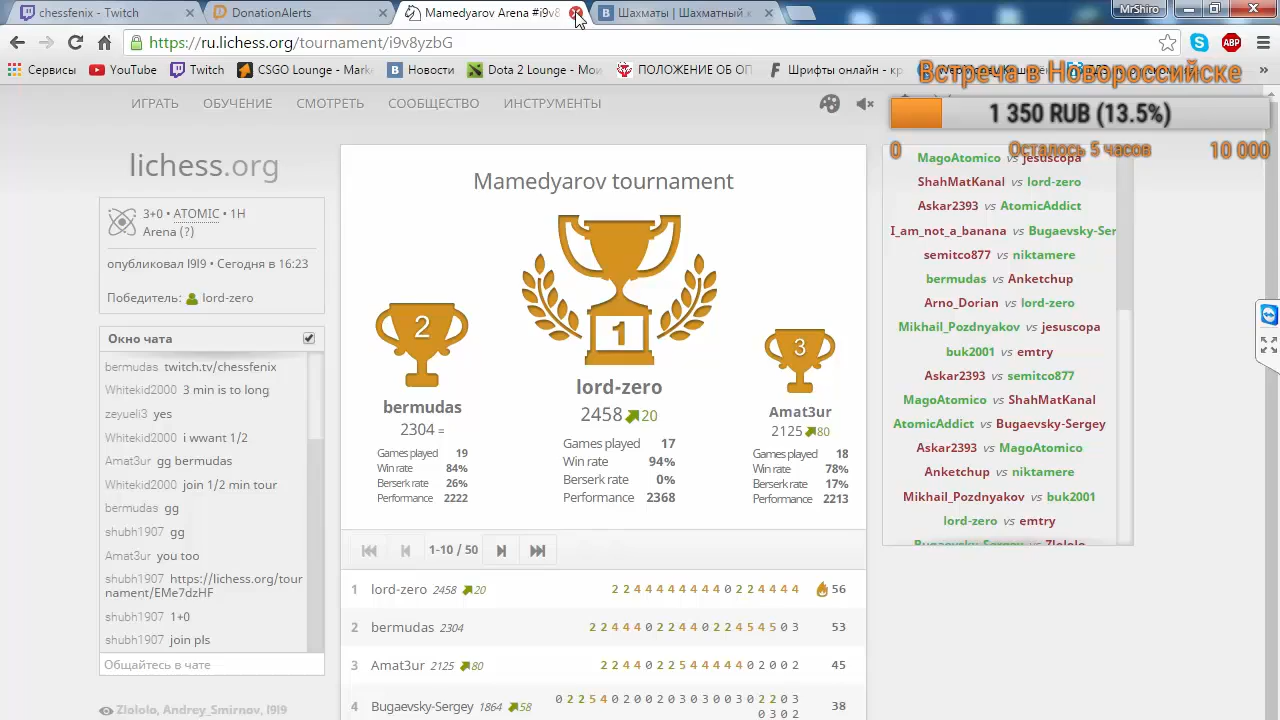 chessfenix - Twitch
DonationAlerts
Mamedyarov Arena #i9v8
Шахматы | Шахматный к
MrShiro
https://ru.lichess.org/tournament/i9v8yzbG
ABP
Сервисы
YouTube
Twitch
CSGO Lounge - Marke
Новости
Dota 2 Lounge - Мои
ПОЛОЖЕНИЕ ОБ ОП
Шрифты онлайн - кр
Встреча в Новороссийске
1 350 RUB (13.5%)
0
Осталось 5 часов
10 000
ИГРАТЬ
ОБУЧЕНИЕ
СМОТРЕТЬ
СООБЩЕСТВО
ИНСТРУМЕНТЫ
lichess.org
3+0 • ATOMIC • 1H
Arena (?)
опубликовал l9l9 • Сегодня в 16:23
Победитель: lord-zero
Окно чата
bermudas twitch.tv/chessfenix
Whitekid2000 3 min is to long
zeyueli3 yes
Whitekid2000 i wwant 1/2
Amat3ur gg bermudas
Whitekid2000 join 1/2 min tour
bermudas gg
shubh1907 gg
Amat3ur you too
shubh1907 https://lichess.org/tour
nament/EMe7dzHF
shubh1907 1+0
shubh1907 join pls
Общайтесь в чате
Zlololo, Andrey_Smirnov, l9l9
Mamedyarov tournament
2
1
3
bermudas
2304 =
Games played 19
Win rate 84%
Berserk rate 26%
Performance 2222
lord-zero
2458 20
Games played 17
Win rate 94%
Berserk rate 0%
Performance 2368
Amat3ur
2125 80
Games played 18
Win rate 78%
Berserk rate 17%
Performance 2213
1-10 / 50
1 lord-zero 2458 20 2 2 4 4 4 4 4 4 4 4 0 2 2 4 4 4 4 56
2 bermudas 2304 2 2 4 4 4 0 2 2 4 4 0 2 2 4 5 4 5 0 3 53
3 Amat3ur 2125 80 2 2 4 4 0 2 2 5 4 4 4 4 4 0 2 0 0 2 45
4 Bugaevsky-Sergey 1864 58 0 2 2 5 4 0 2 0 0 2 0 3 0 3 0 0 3 0 2 2 0 3
0 3 0 2 38
MagoAtomico vs jesuscopa
ShahMatKanal vs lord-zero
Askar2393 vs AtomicAddict
I_am_not_a_banana vs Bugaevsky-Ser
semitco877 vs niktamere
bermudas vs Anketchup
Arno_Dorian vs lord-zero
Mikhail_Pozdnyakov vs jesuscopa
buk2001 vs emtry
Askar2393 vs semitco877
MagoAtomico vs ShahMatKanal
AtomicAddict vs Bugaevsky-Sergey
Askar2393 vs MagoAtomico
Anketchup vs niktamere
Mikhail_Pozdnyakov vs buk2001
lord-zero vs emtry
Bugaevsky-Sergey vs Zlololo